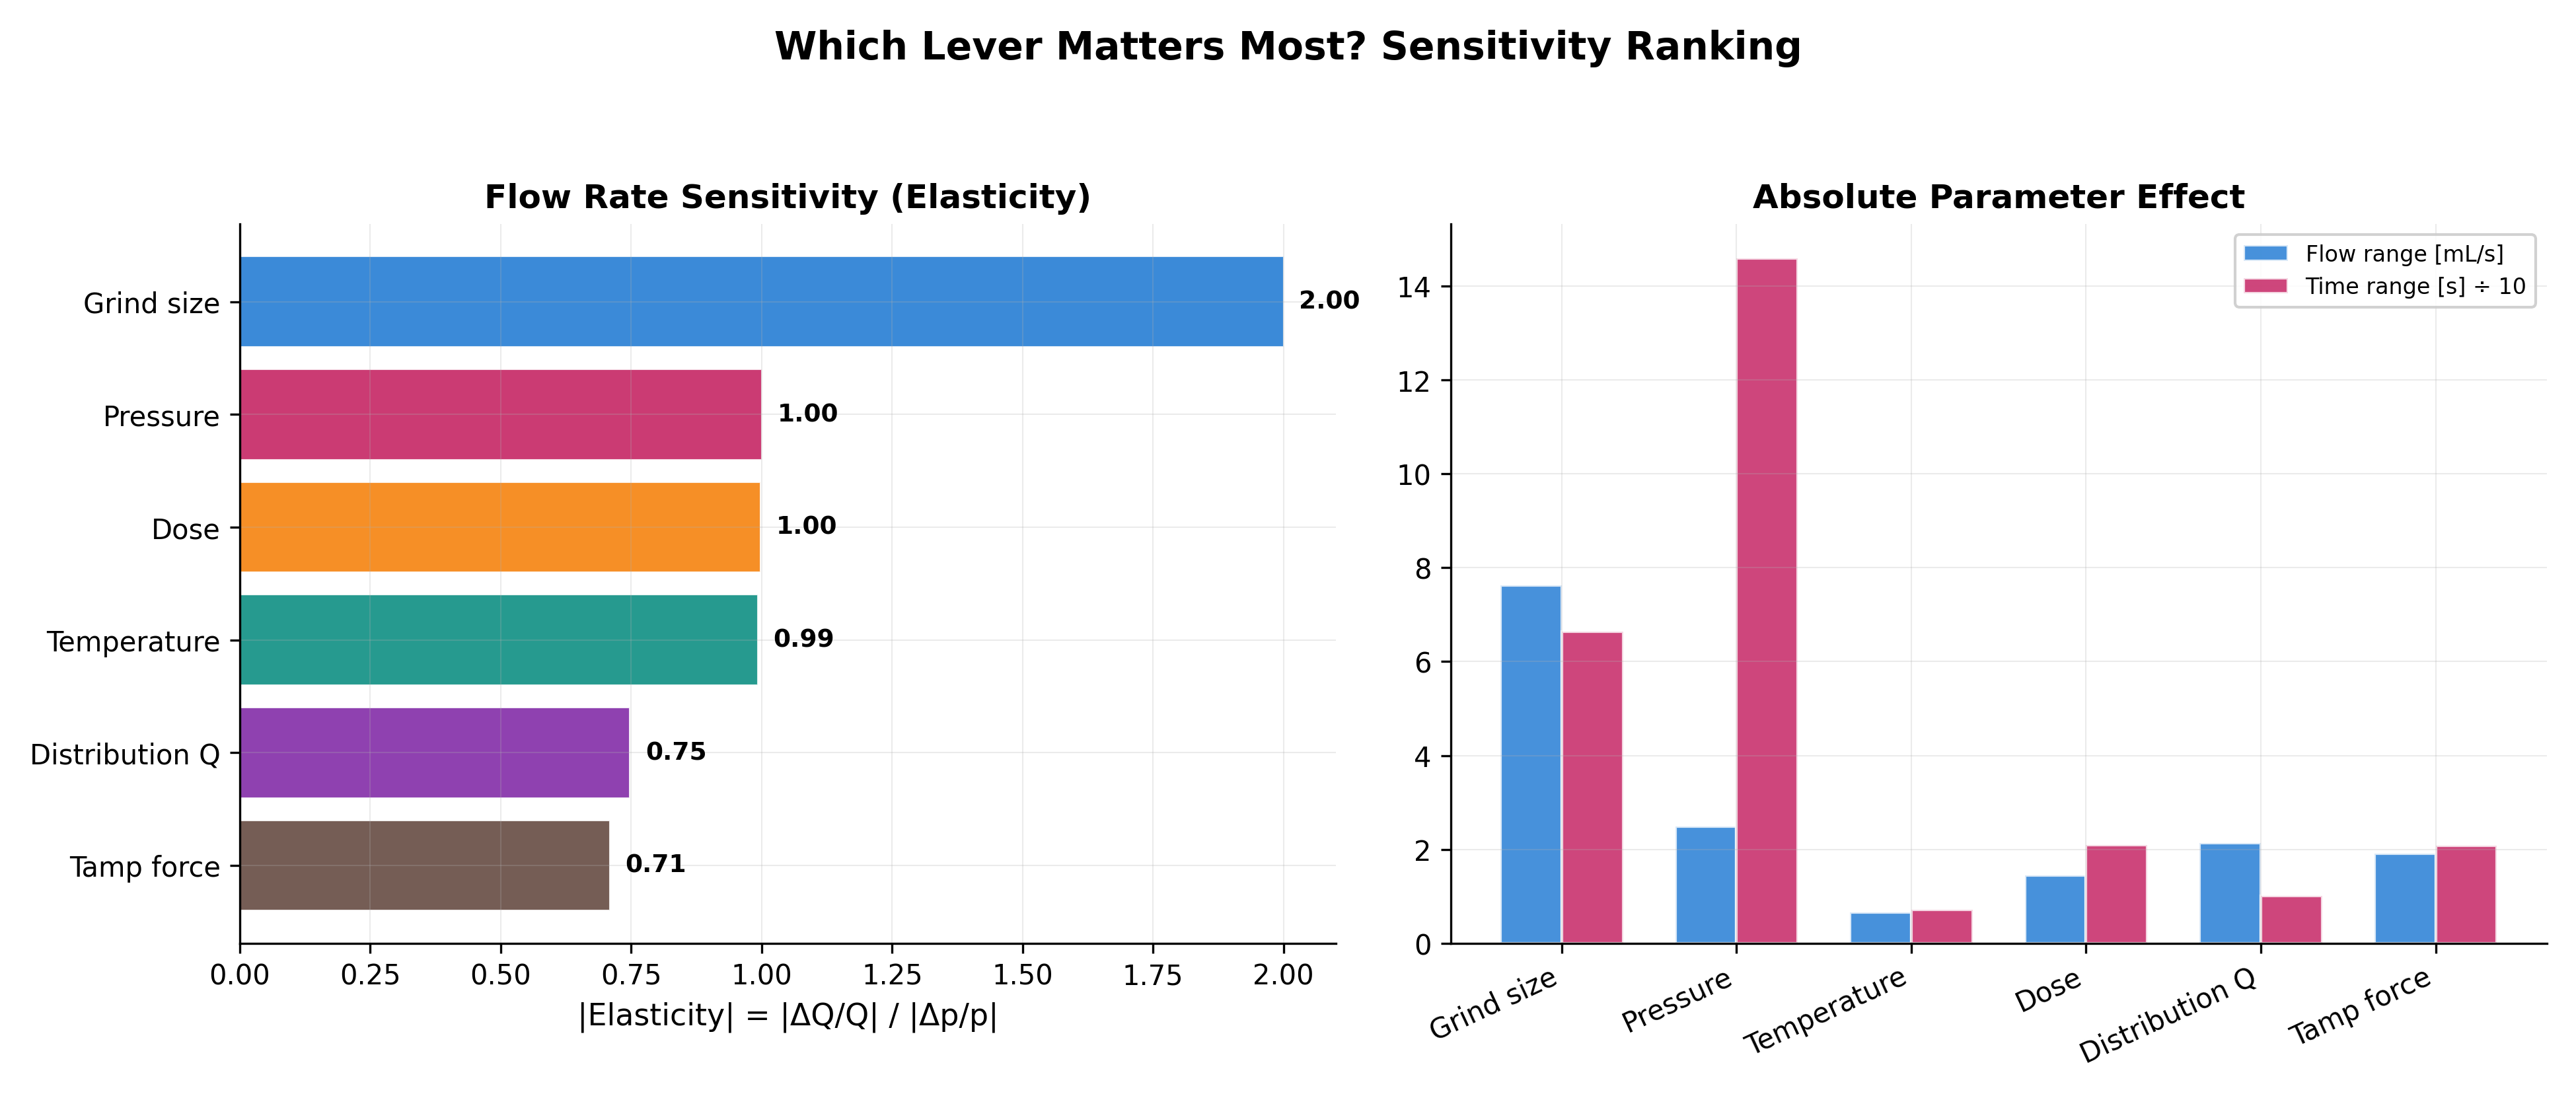 Which Lever Matters Most? Sensitivity Ranking
Flow Rate Sensitivity (Elasticity)
Grind size
2.00
Pressure
1.00
Dose
1.00
Temperature
0.99
Distribution Q
0.75
Tamp force
0.71
0.00 0.25 0.50 0.75 1.00 1.25 1.50 1.75 2.00
|Elasticity| = |ΔQ/Q| / |Δp/p|
Absolute Parameter Effect
Flow range [mL/s]
Time range [s] ÷ 10
14
12
10
8
6
4
2
0
Grind size
Pressure
Temperature
Dose
Distribution Q
Tamp force